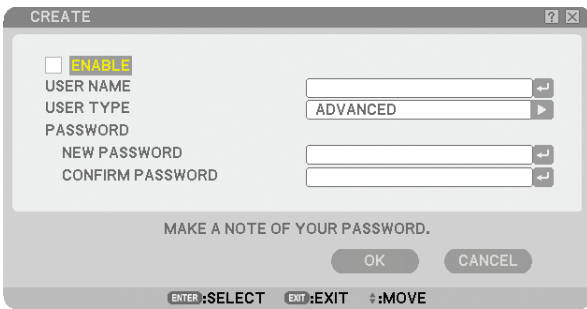 CREATE
ENABLE
USER NAME
USER TYPE ADVANCED
PASSWORD
NEW PASSWORD
CONFIRM PASSWORD
MAKE A NOTE OF YOUR PASSWORD.
OK CANCEL
ENTER:SELECT EXIT:EXIT :MOVE